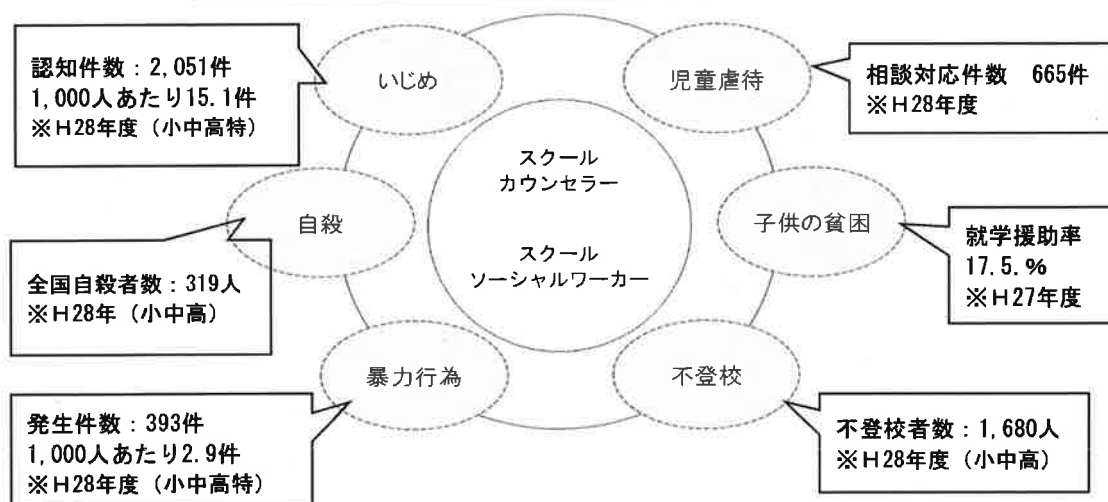 認知件数：2,051件
1,000人あたり15.1件
※H28年度（小中高特）
いじめ
児童虐待
相談対応件数　665件
※H28年度
スクール
カウンセラー
スクール
ソーシャルワーカー
自殺
子供の貧困
全国自殺者数：319人
※H28年（小中高）
就学援助率
17.5.%
※H27年度
暴力行為
不登校
発生件数：393件
1,000人あたり2.9件
※H28年度（小中高特）
不登校者数：1,680人
※H28年度（小中高）